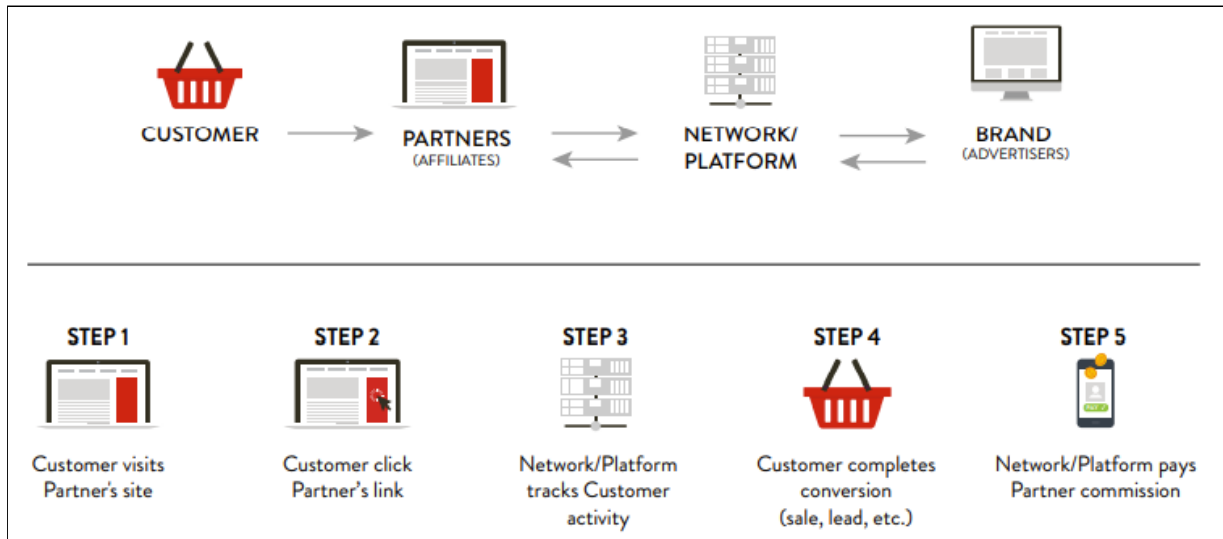 CUSTOMER
PARTNERS
(AFFILIATES)
NETWORK/
PLATFORM
BRAND
(ADVERTISERS)
STEP 1
Customer visits
Partner's site
STEP 2
Customer click
Partner's link
STEP 3
Network/Platform
tracks Customer
activity
STEP 4
Customer completes
conversion
(sale, lead, etc.)
STEP 5
PAY ✓
Network/Platform pays
Partner commission